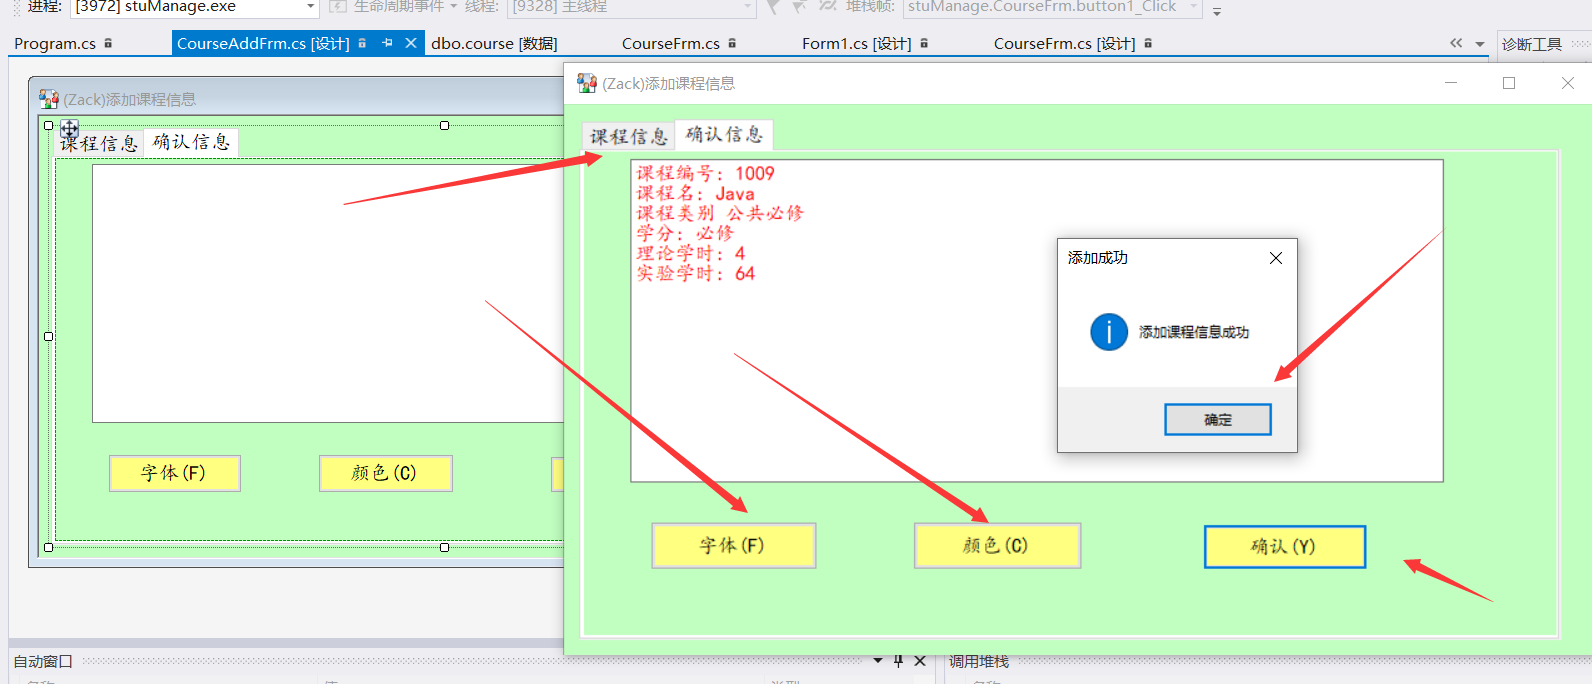 进程: [3972] stuManage.exe 生命周期事件 线程: [9328] 主线程 堆栈帧: stuManage.CourseFrm.button1_Click
Program.cs CourseAddFrm.cs [设计] dbo.course [数据] CourseFrm.cs Form1.cs [设计] CourseFrm.cs [设计] 诊断工具
(Zack)添加课程信息
课程信息 确认信息
字体(F) 颜色(C)
(Zack)添加课程信息
课程信息 确认信息
课程编号: 1009
课程名: Java
课程类别 公共必修
学分: 必修
理论学时: 4
实验学时: 64
添加成功
添加课程信息成功
确定
字体(F) 颜色(C) 确认(Y)
自动窗口 调用堆栈